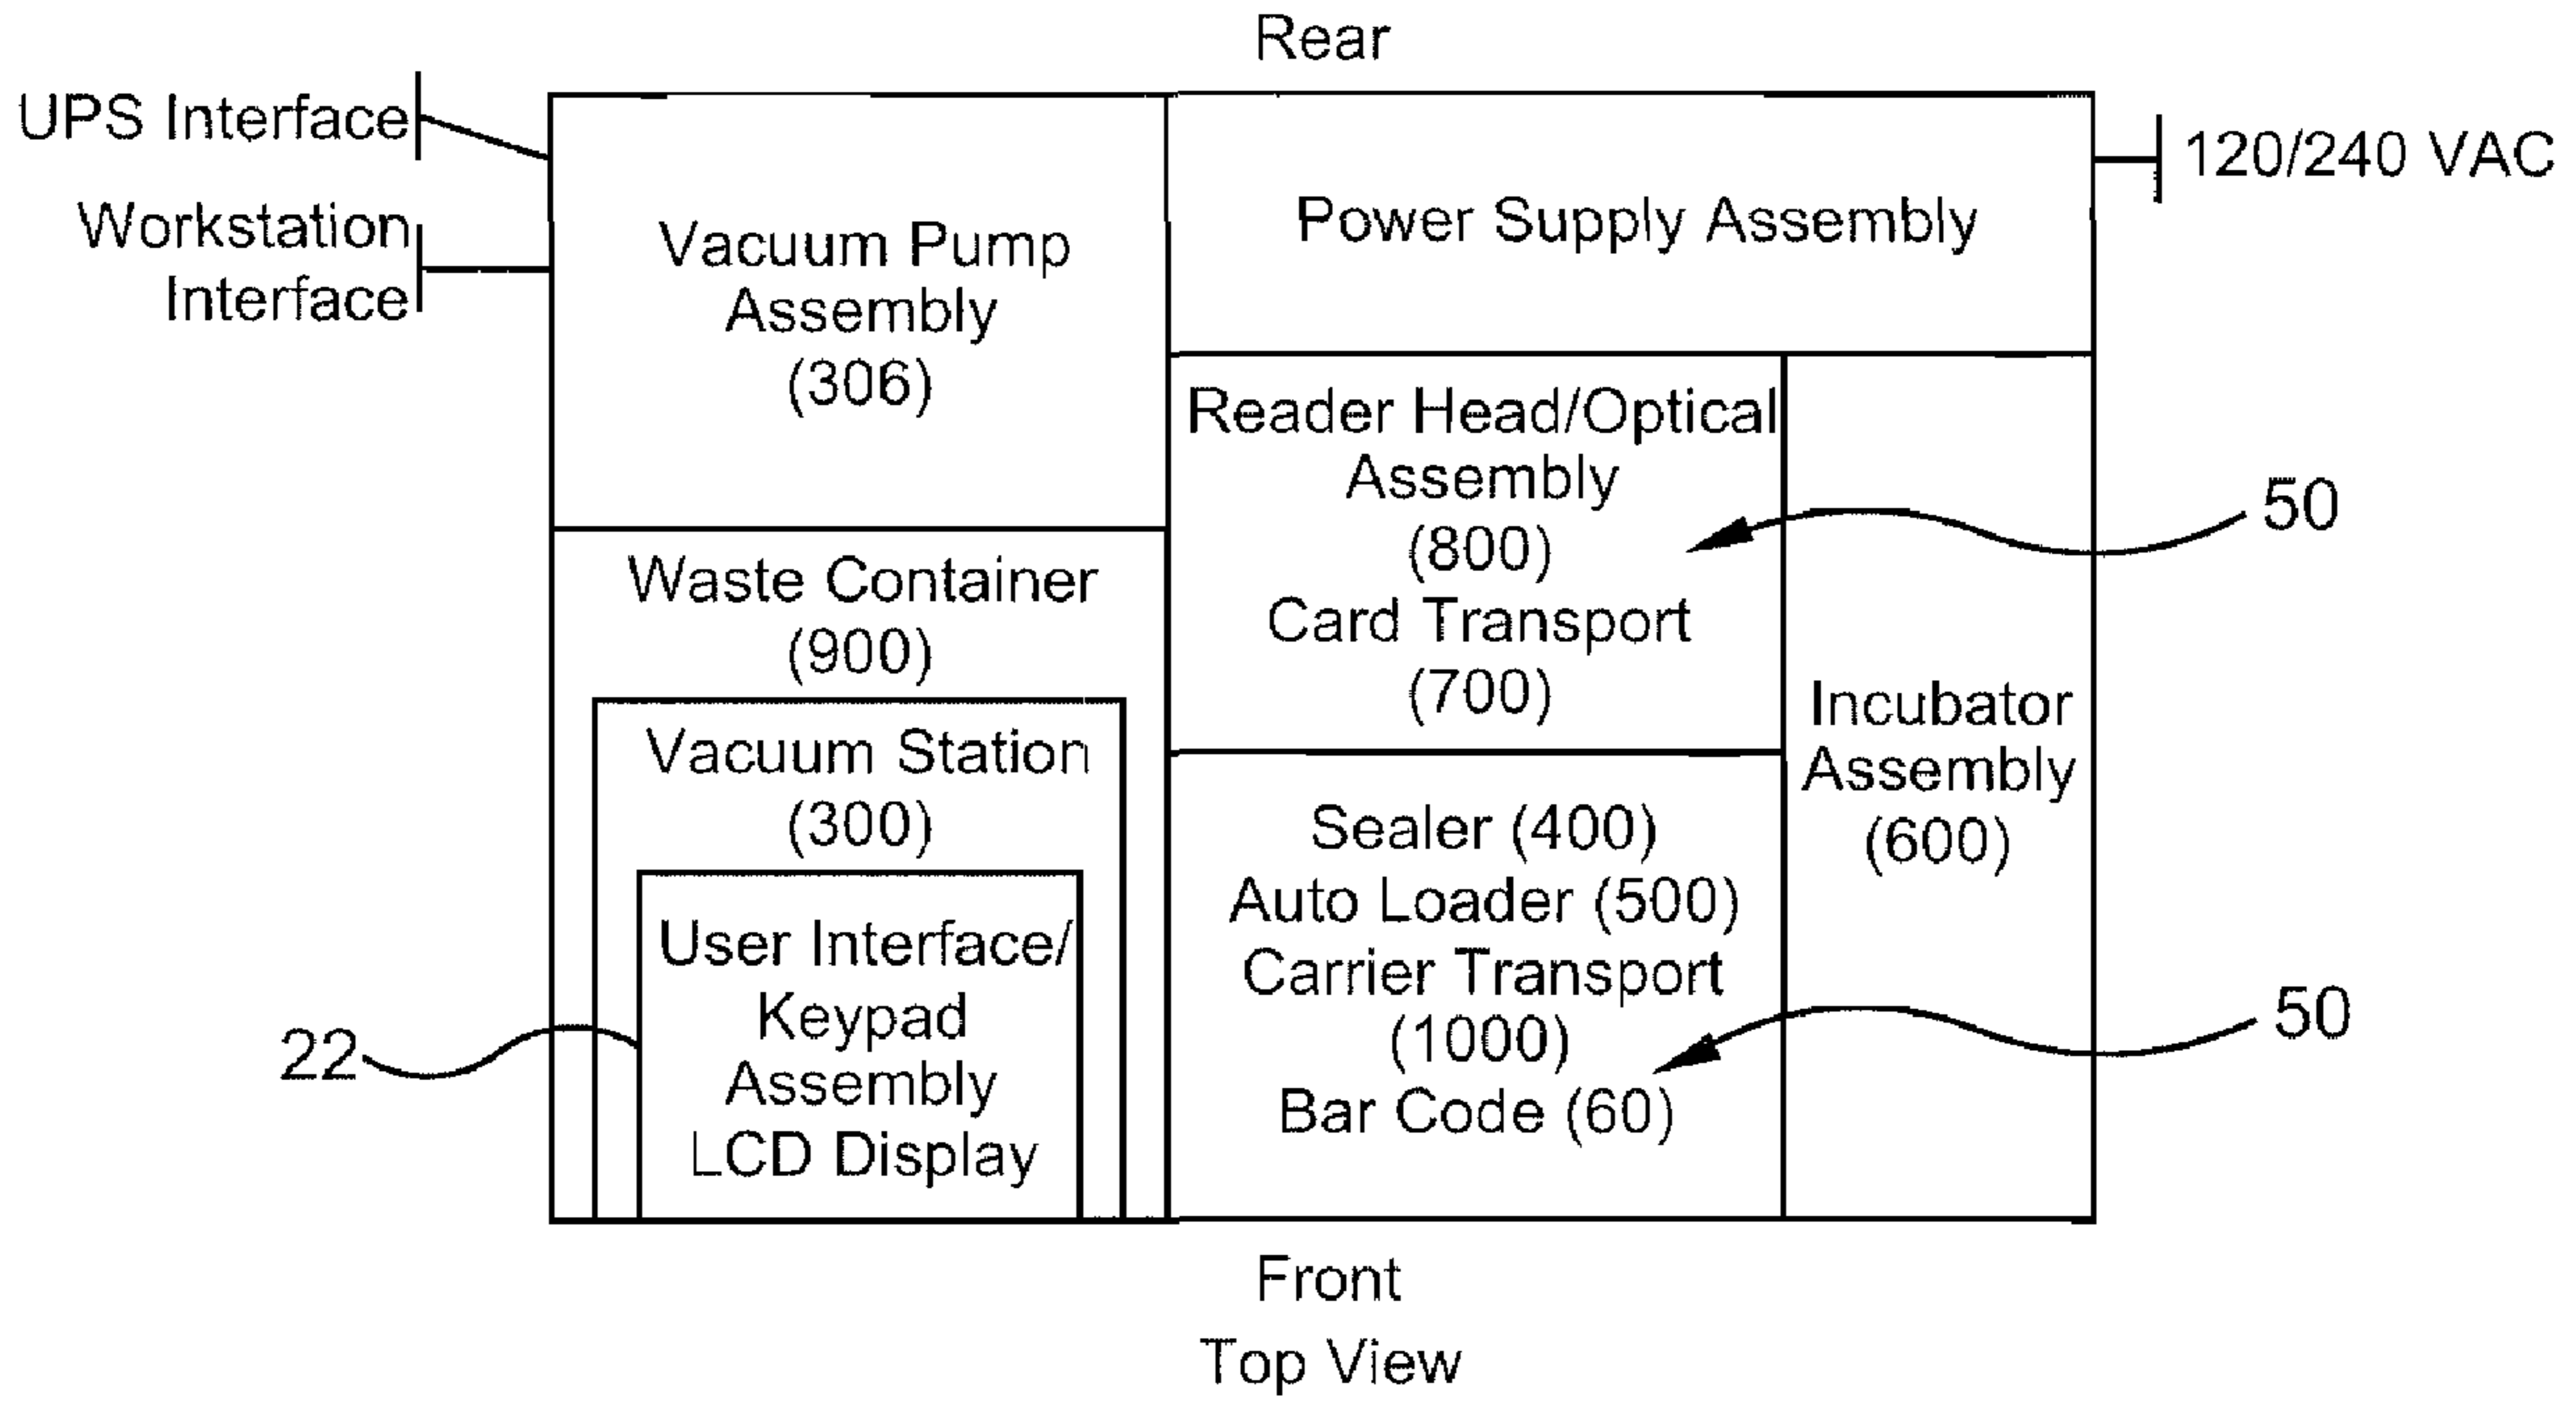 Rear
UPS Interface
Workstation
Interface
120/240 VAC
Vacuum Pump
Assembly
(306)
Power Supply Assembly
Reader Head/Optical
Assembly
(800)
Card Transport
(700)
50
Waste Container
(900)
Vacuum Station
(300)
User Interface/
Keypad
Assembly
LCD Display
22
Sealer (400)
Auto Loader (500)
Carrier Transport
(1000)
Bar Code (60)
Incubator
Assembly
(600)
50
Front
Top View